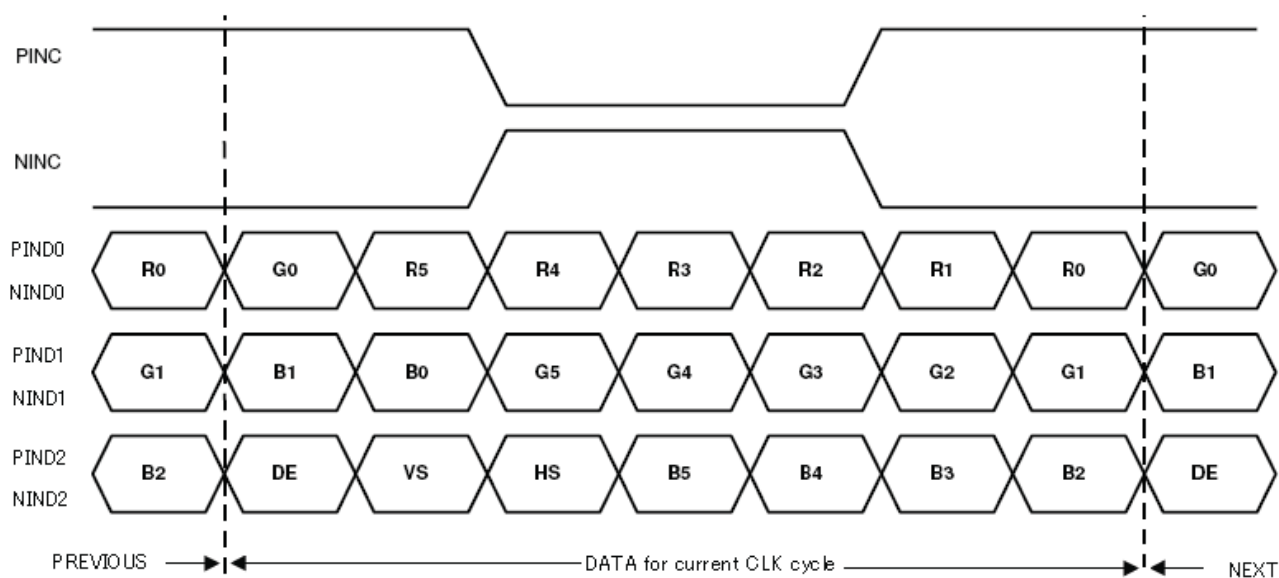 PINC
NINC
PIND0
NIND0
R0 G0 R5 R4 R3 R2 R1 R0 G0
PIND1
NIND1
G1 B1 B0 G5 G4 G3 G2 G1 B1
PIND2
NIND2
B2 DE VS HS B5 B4 B3 B2 DE
PREVIOUS DATA for current CLK cycle NEXT